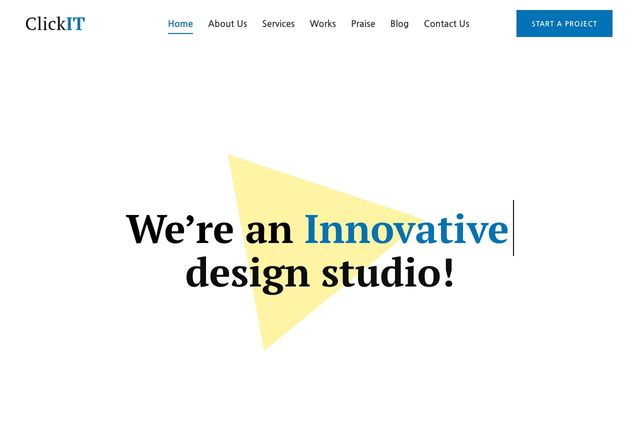 ClickIT
Home About Us Services Works Praise Blog Contact Us
START A PROJECT
We’re an Innovative
design studio!